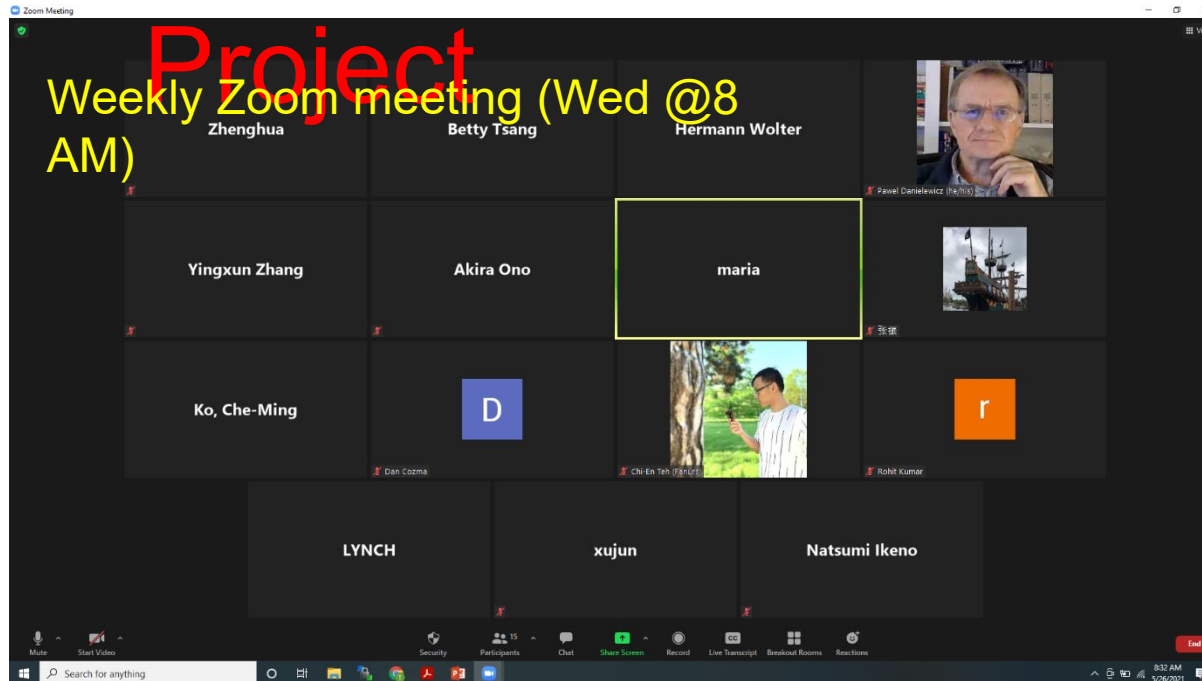 Zoom Meeting
Project
Weekly Zoom meeting (Wed @8
AM)
Zhenghua
Betty Tsang
Hermann Wolter
Pawel Danielewicz (he/his)
Yingxun Zhang
Akira Ono
maria
Ko, Che-Ming
D
Dan Cozma
Chi-En Teh (Fanurs)
r
Rohit Kumar
LYNCH
xujun
Natsumi Ikeno
Mute
Start Video
Security
Participants
15
Chat
Share Screen
Record
CC
Live Transcript
Breakout Rooms
Reactions
End
Search for anything
8:32 AM
5/26/2021